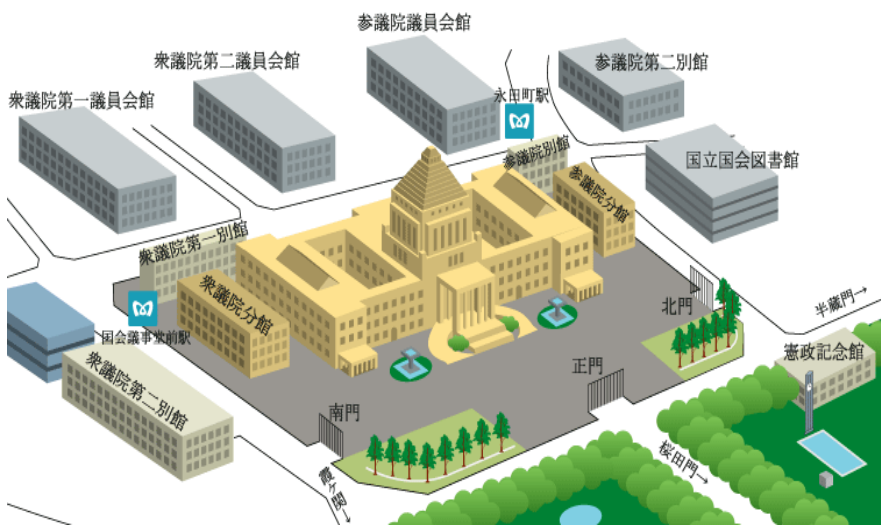 参議院議員会館
衆議院第二議員会館
参議院第二別館
衆議院第一議員会館
永田町駅
参議院別館
国立国会図書館
参議院分館
衆議院第一別館
衆議院分館
国会議事堂前駅
北門
半蔵門→
衆議院第二別館
正門
憲政記念館
南門
桜田門→
霞ヶ関→